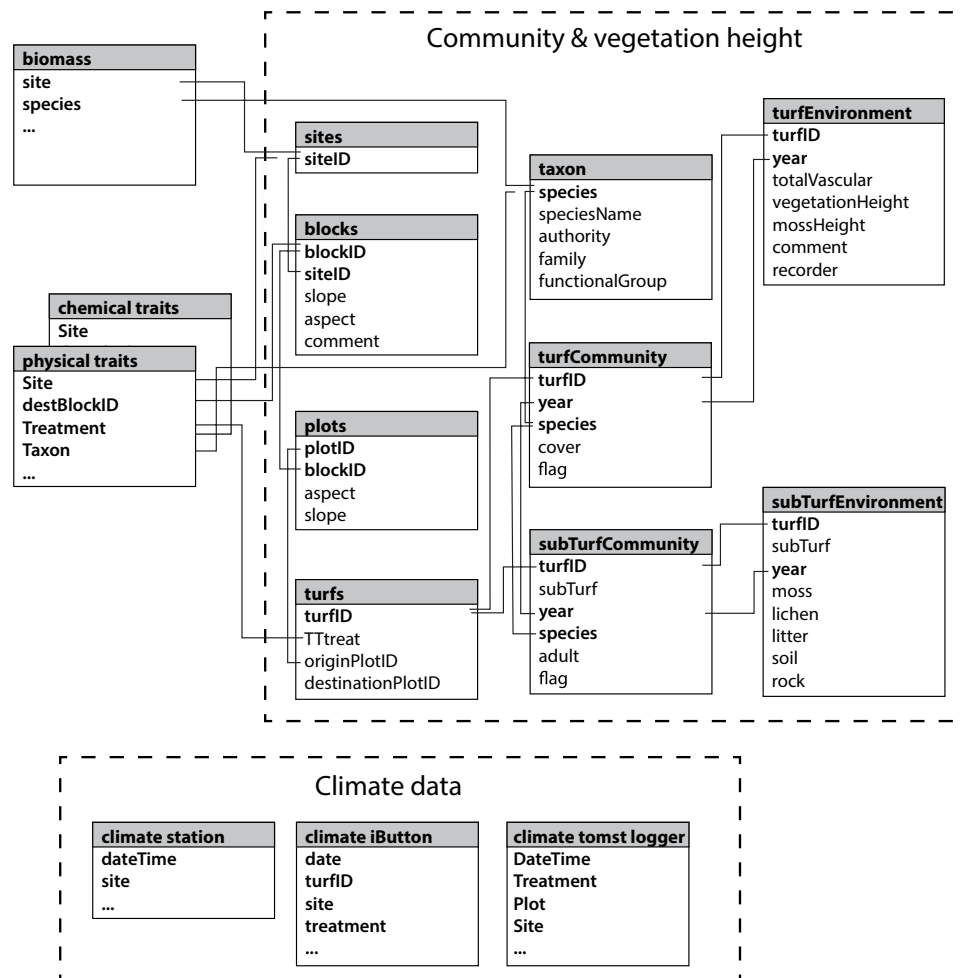 Community & vegetation height
biomass
site
species
...
sites
siteID
blocks
blockID
siteID
slope
aspect
comment
chemical traits
Site
physical traits
Site
destBlockID
Treatment
Taxon
...
plots
plotID
blockID
aspect
slope
turfs
turfID
TTtreat
originPlotID
destinationPlotID
taxon
species
speciesName
authority
family
functionalGroup
turfCommunity
turfID
year
species
cover
flag
subTurfCommunity
turfID
subTurf
year
species
adult
flag
turfEnvironment
turfID
year
totalVascular
vegetationHeight
mossHeight
comment
recorder
subTurfEnvironment
turfID
subTurf
year
moss
lichen
litter
soil
rock
Climate data
climate station
dateTime
site
...
climate iButton
date
turfID
site
treatment
...
climate tomst logger
DateTime
Treatment
Plot
Site
...